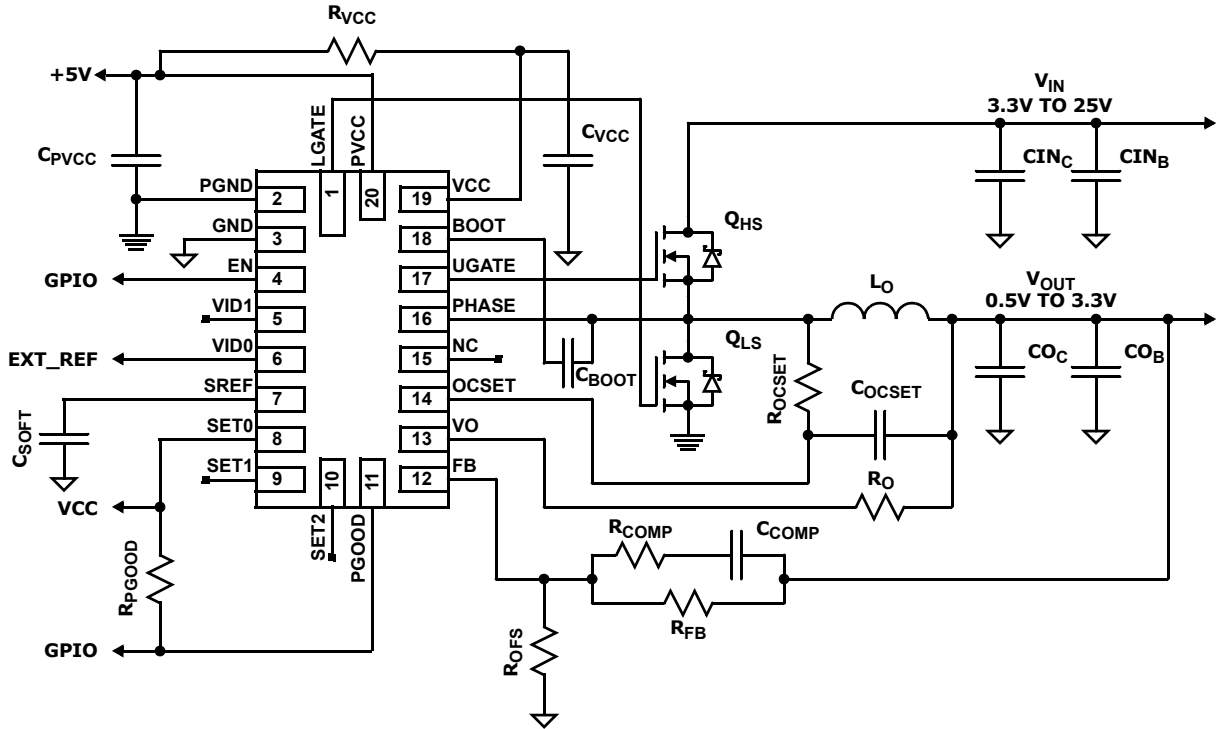 RVCC
+5V
CPVCC
LGATE
PVCC
CVCC
VIN
3.3V TO 25V
CINC
CINB
1
20
PGND
2
GND
3
EN
4
GPIO
VID1
5
VID0
6
EXT_REF
SREF
7
CSOFT
SET0
8
SET1
9
VCC
10
11
SET2
PGOOD
RPGOOD
GPIO
VCC
19
BOOT
18
UGATE
17
PHASE
16
NC
15
OCSET
14
VO
13
FB
12
CBOOT
QHS
QLS
LO
VOUT
0.5V TO 3.3V
COC
COB
ROCSET
COCSET
RO
RCOMP
CCOMP
RFB
ROFS